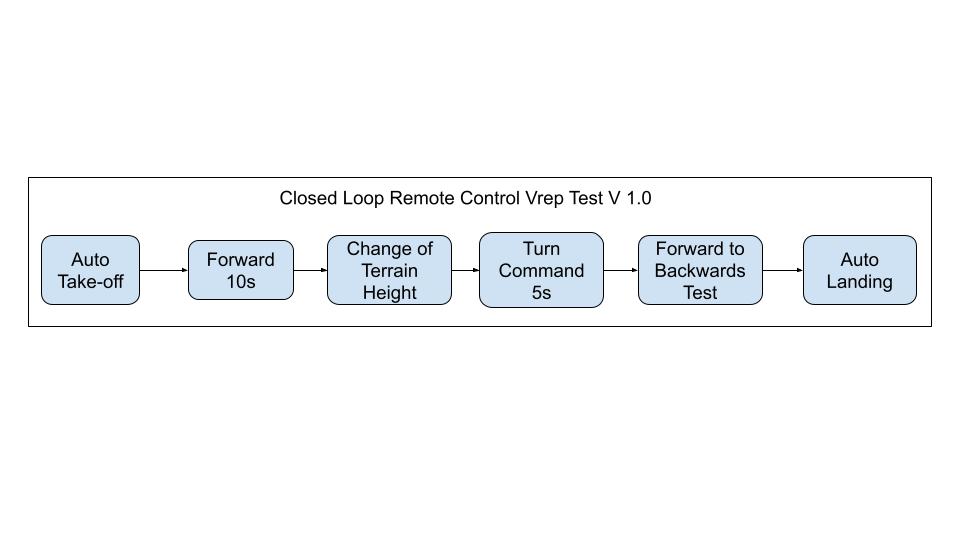 Closed Loop Remote Control Vrep Test V 1.0
Auto
Take-off
Forward
10s
Change of
Terrain
Height
Turn
Command
5s
Forward to
Backwards
Test
Auto
Landing